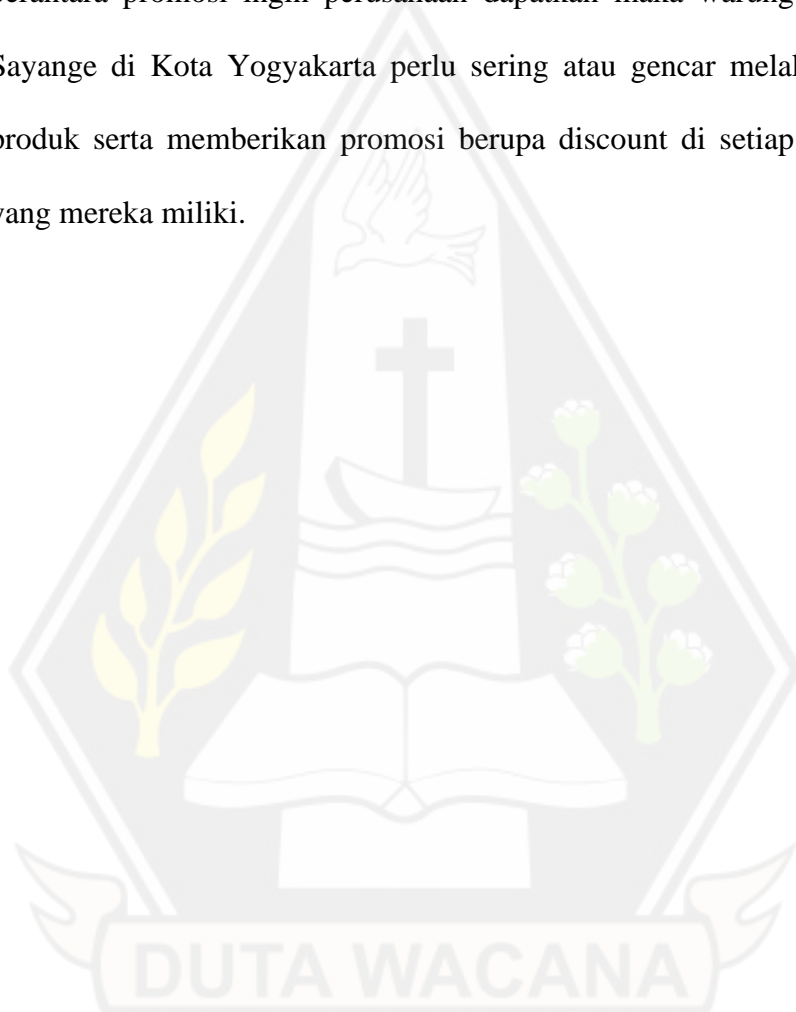 perantara promosi ingin perusahaan dapatkan maka warung
Sayange di Kota Yogyakarta perlu sering atau gencar melak
produk serta memberikan promosi berupa discount di setiap
yang mereka miliki.
DUTA WACANA